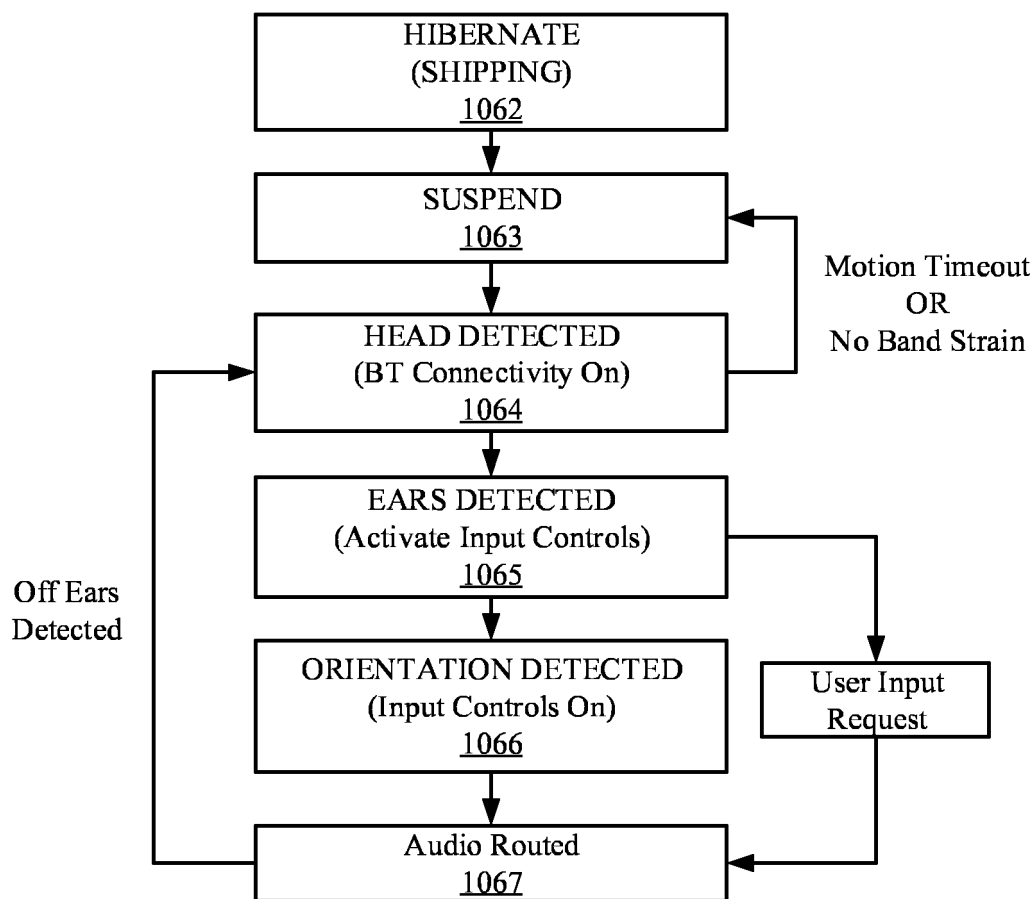 HIBERNATE
(SHIPPING)
1062
SUSPEND
1063
Motion Timeout
OR
No Band Strain
HEAD DETECTED
(BT Connectivity On)
1064
EARS DETECTED
(Activate Input Controls)
1065
Off Ears
Detected
ORIENTATION DETECTED
(Input Controls On)
1066
User Input
Request
Audio Routed
1067